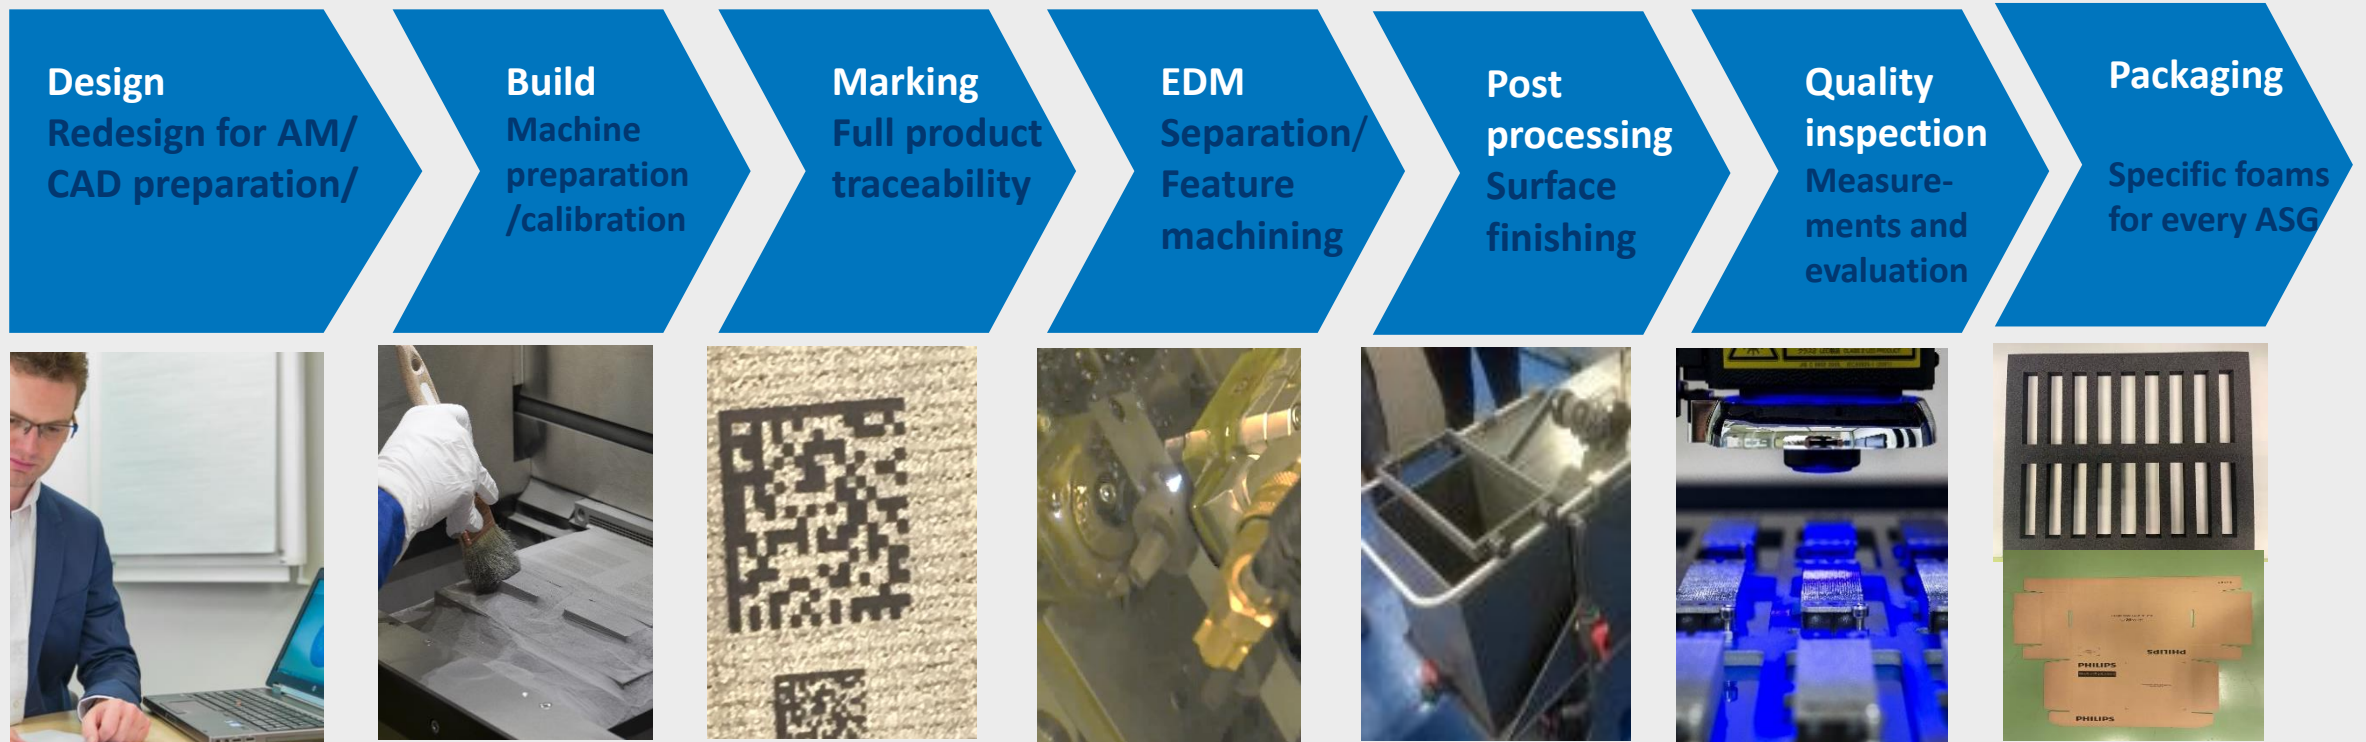 Design
Redesign for AM/
CAD preparation/
Build
Machine
preparation
/calibration
Marking
Full product
traceability
EDM
Separation/
Feature
machining
Post
processing
Surface
finishing
Quality
inspection
Measure-
ments and
evaluation
Packaging
Specific foams
for every ASG
PHILIPS
PHILIPS
PHILIPS